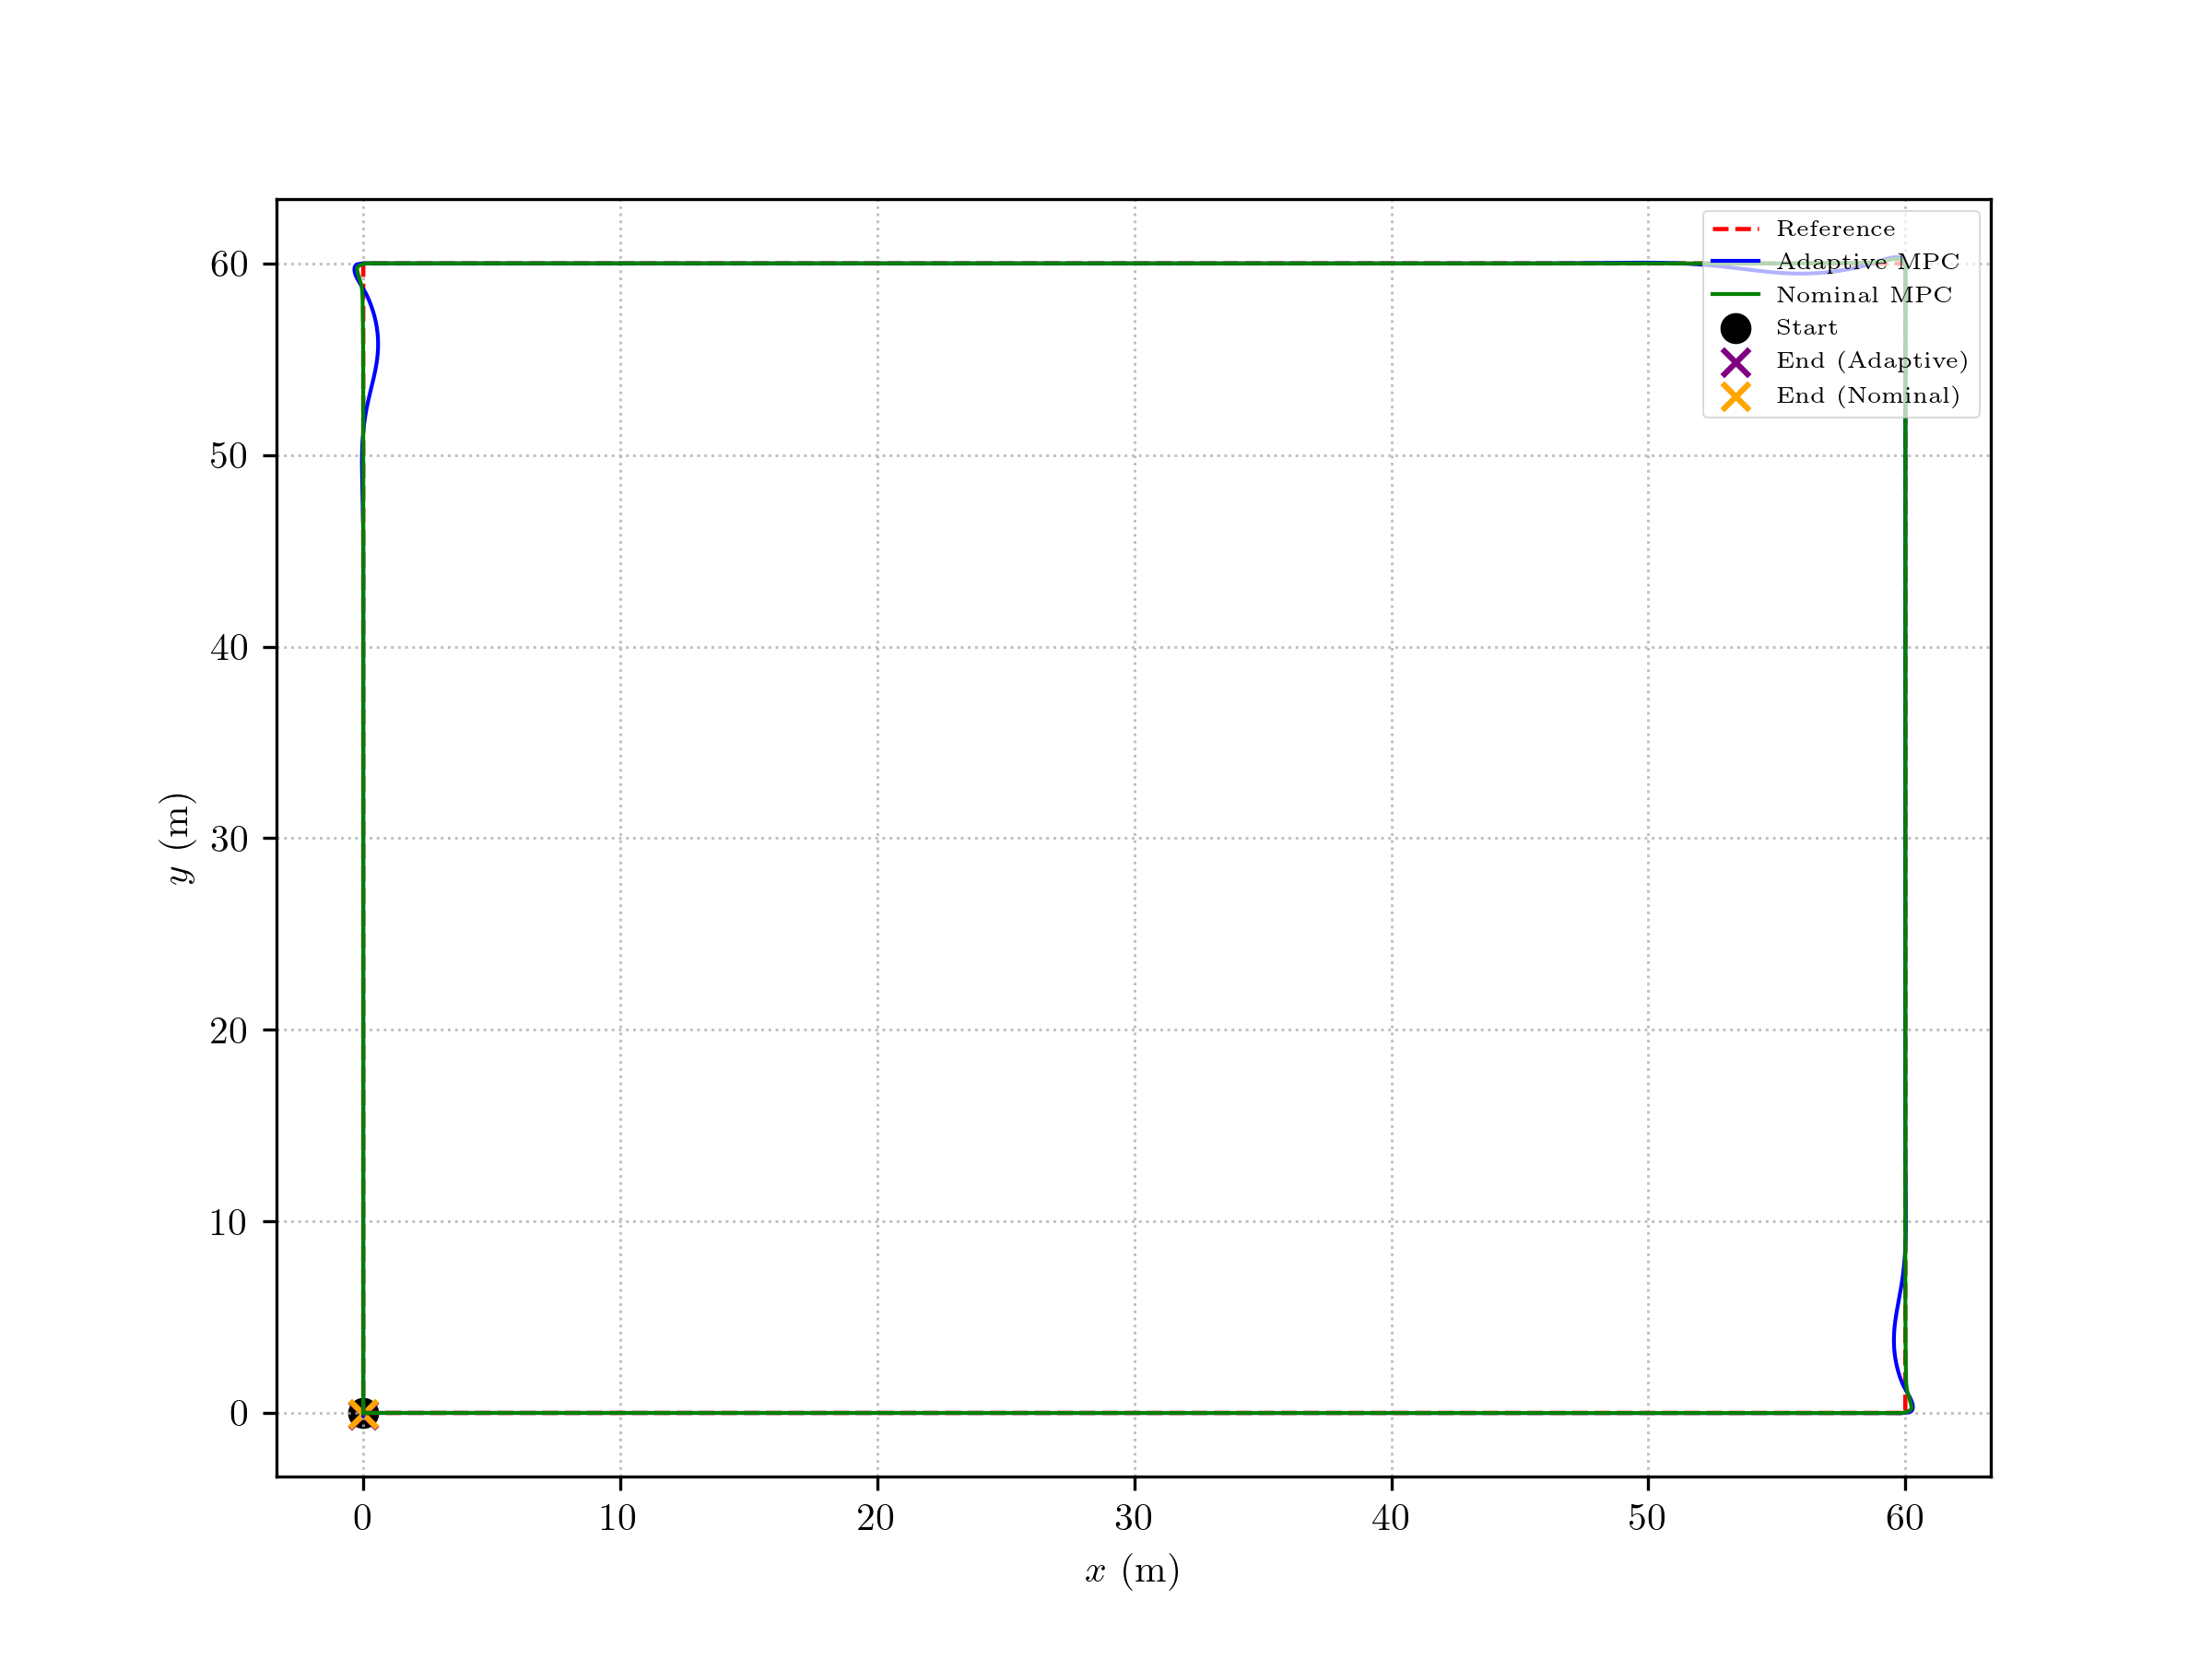 Reference
Adaptive MPC
Nominal MPC
Start
End (Adaptive)
End (Nominal)
60
50
40
30
20
10
0
y (m)
0 10 20 30 40 50 60
x (m)